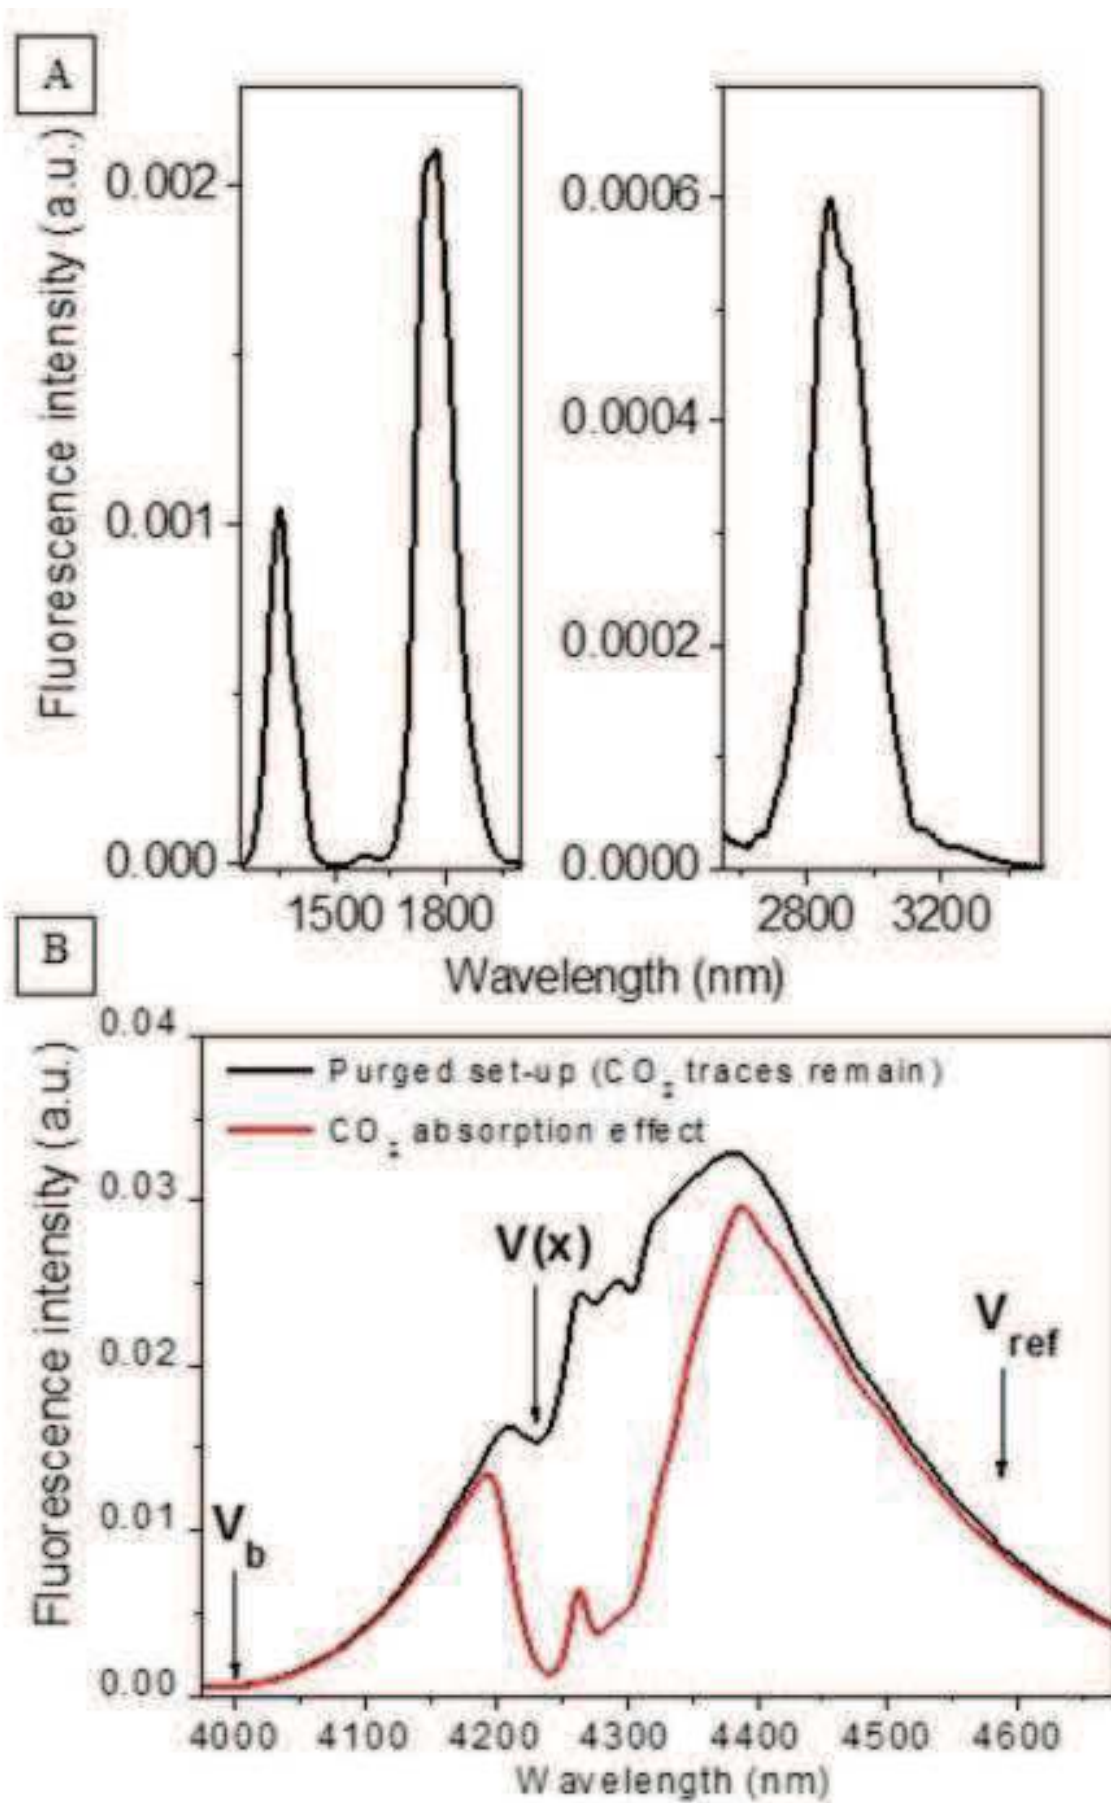 A
Fluorescence intensity (a.u.)
0.002
0.001
0.000
1500 1800
0.0006
0.0004
0.0002
0.0000
2800 3200
Wavelength (nm)
B
Fluorescence intensity (a.u.)
0.04
0.03
0.02
0.01
0.00
Purged set-up (CO₂ traces remain)
CO₂ absorption effect
V(x)
V_ref
V_b
4000 4100 4200 4300 4400 4500 4600
Wavelength (nm)